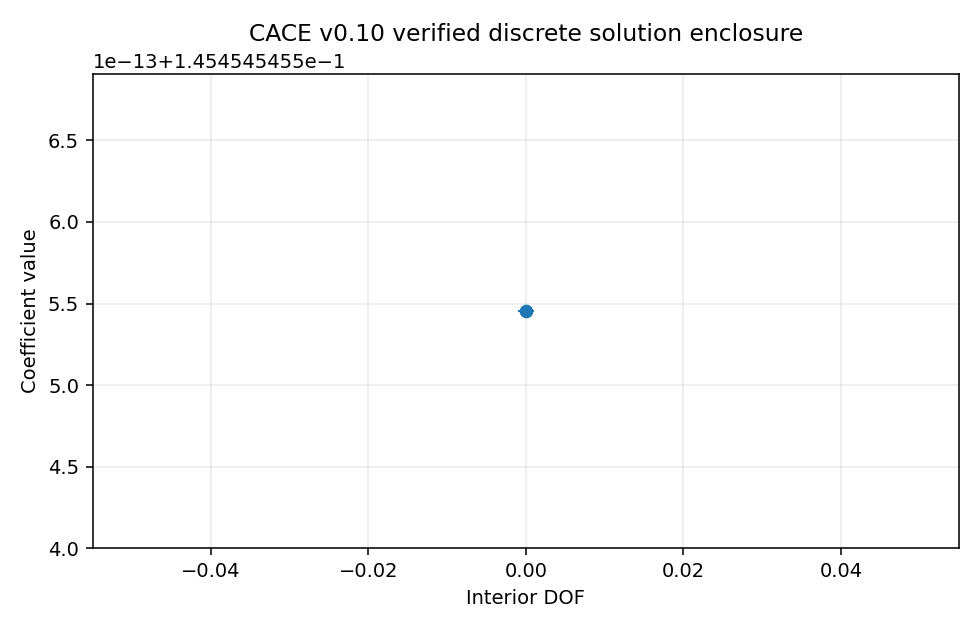 CACE v0.10 verified discrete solution enclosure
1e−13+1.454545455e−1
6.5
6.0
5.5
5.0
4.5
4.0
Coefficient value
−0.04
−0.02
0.00
0.02
0.04
Interior DOF